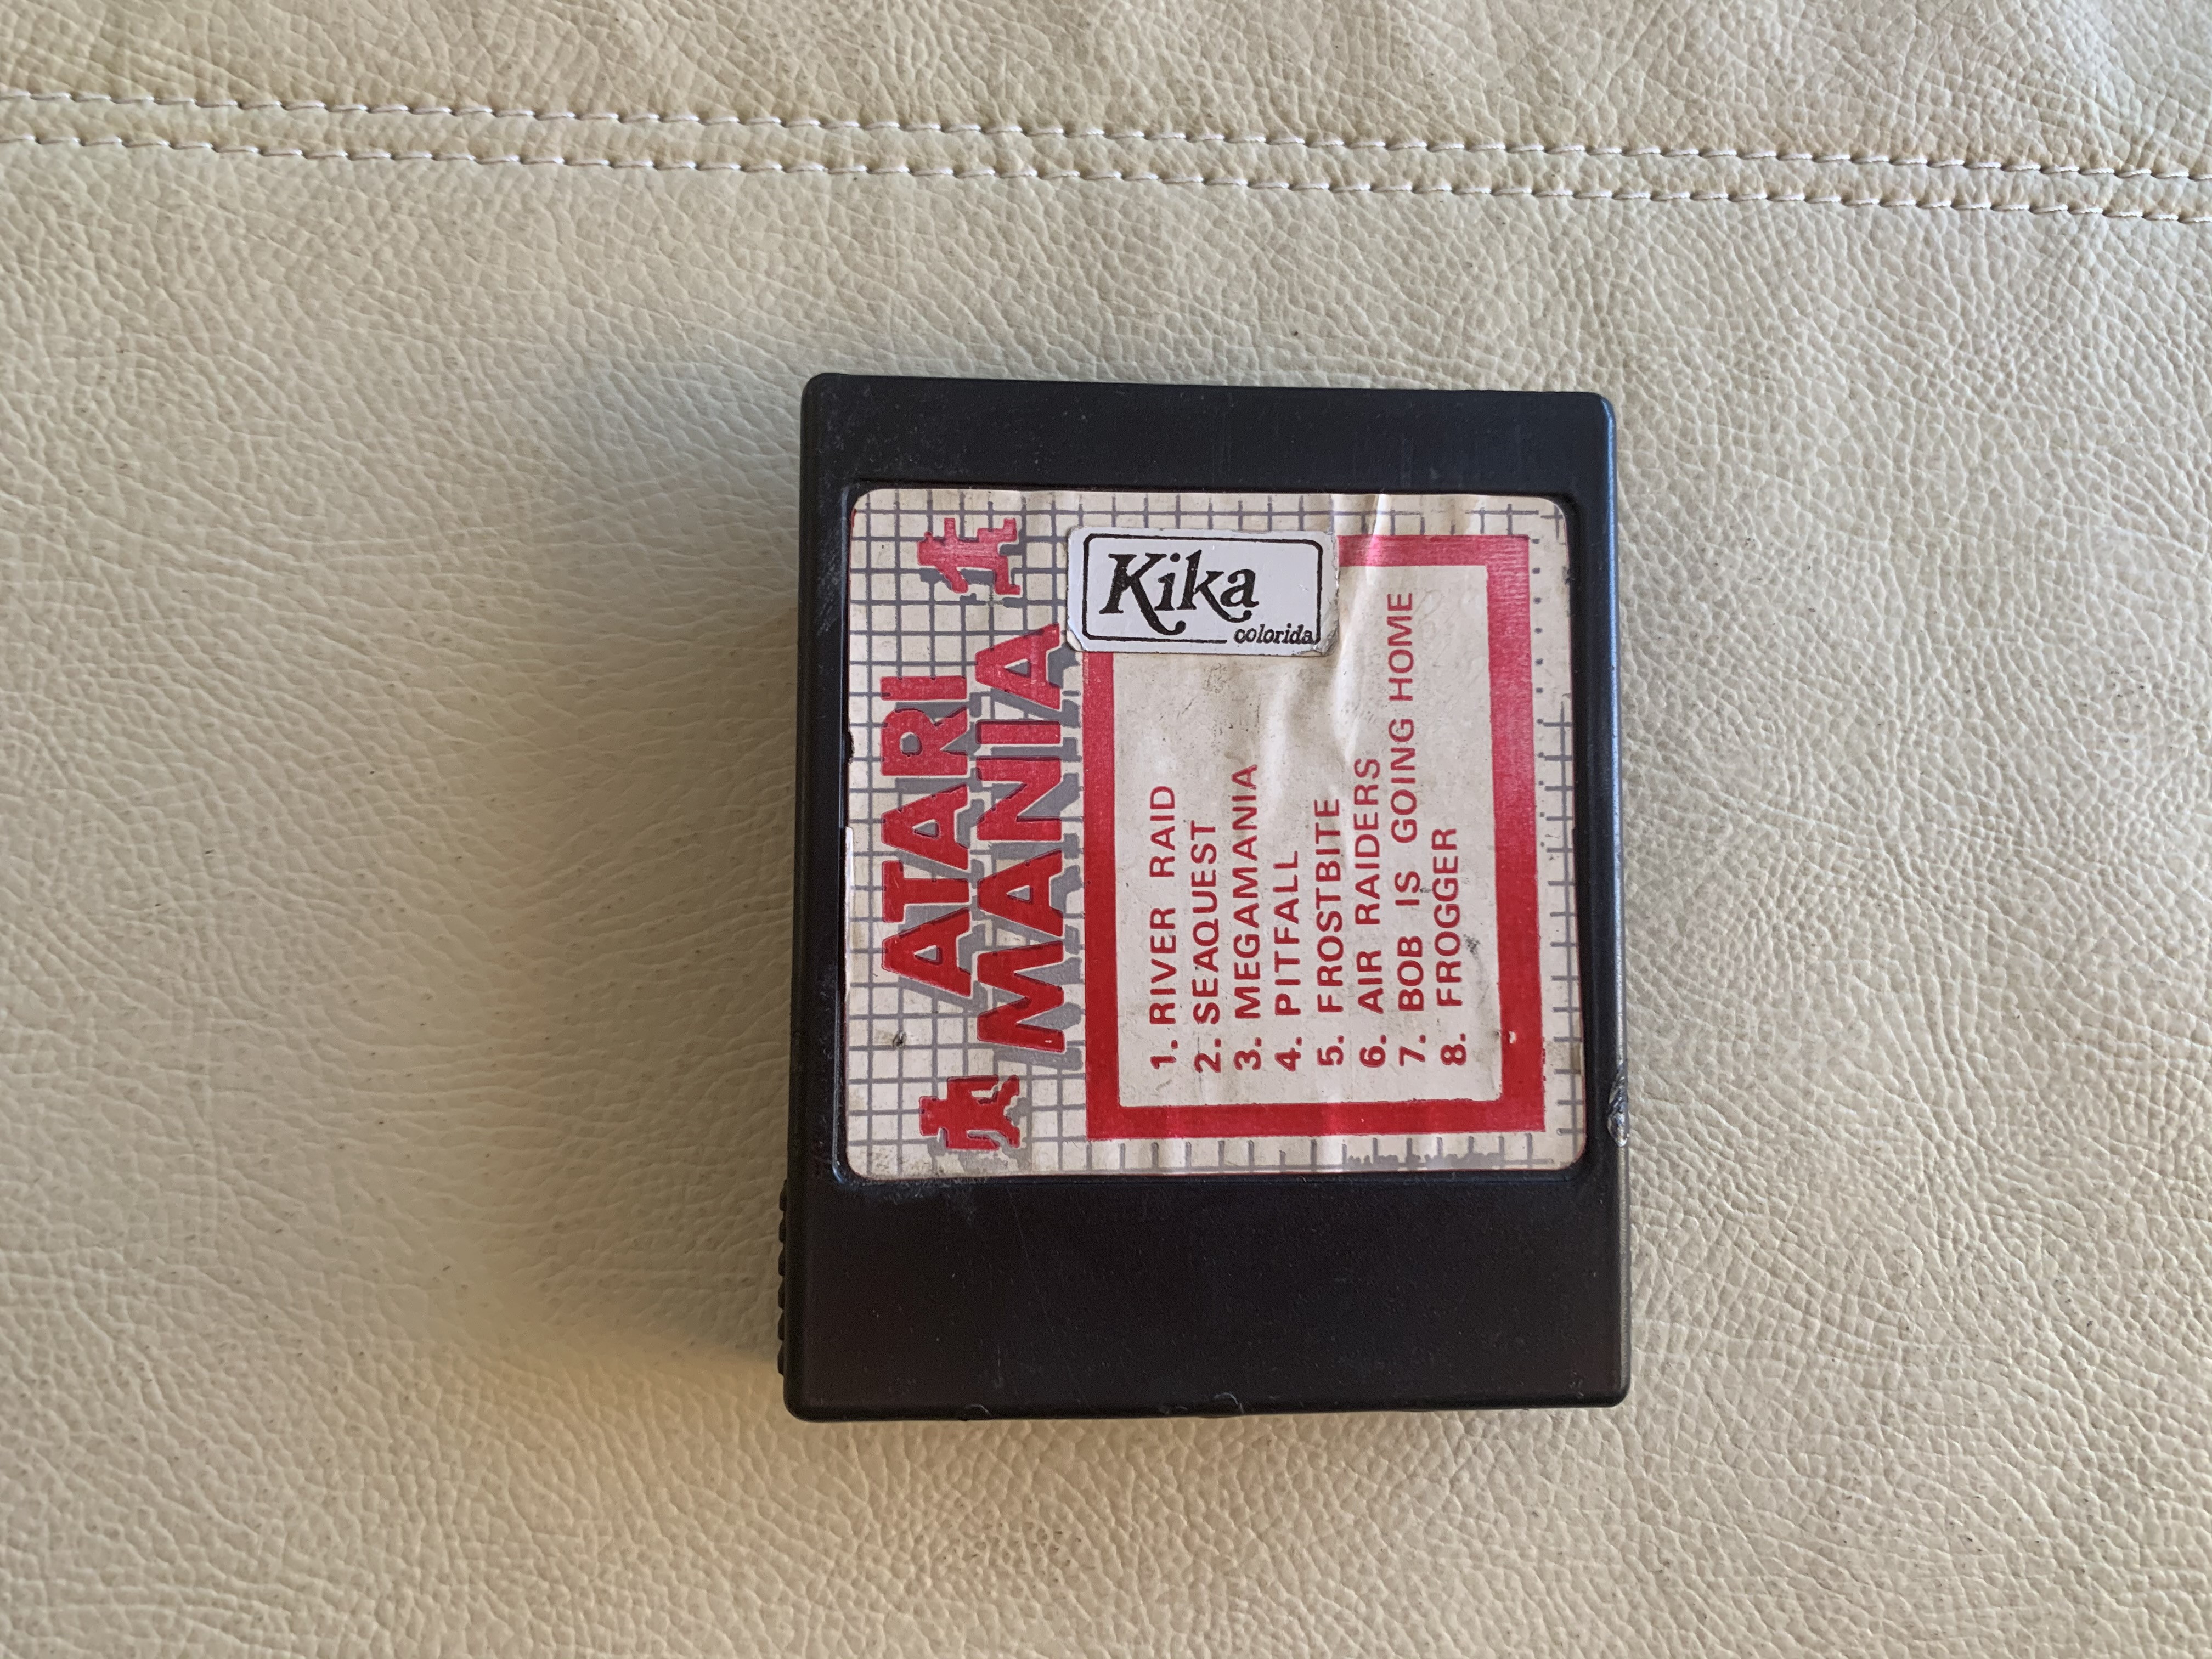 ATARI
MANIA
Kika
colorida
1. RIVER RAID
2. SEAQUEST
3. MEGAMANIA
4. PITFALL
5. FROSTBITE
6. AIR RAIDERS
7. BOB IS GOING HOME
8. FROGGER